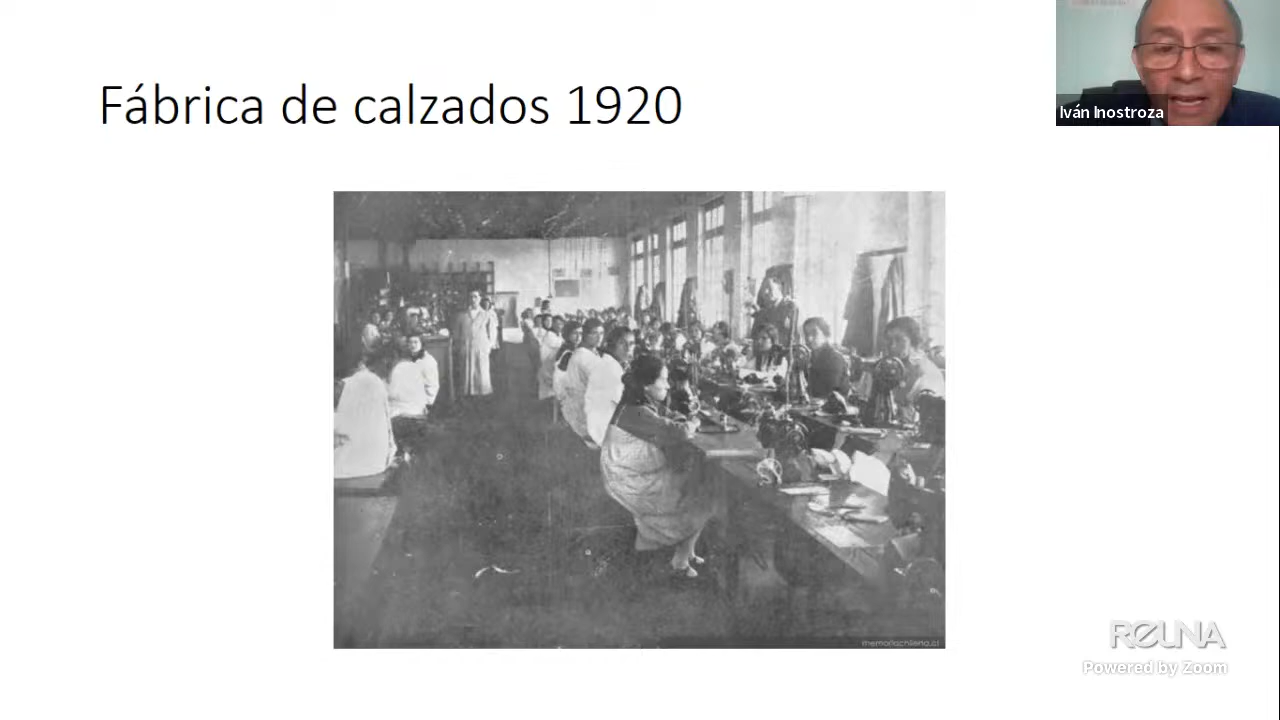 Fábrica de calzados 1920
Iván Inostroza
memoriachilena.cl
REUNA
Powered by Zoom